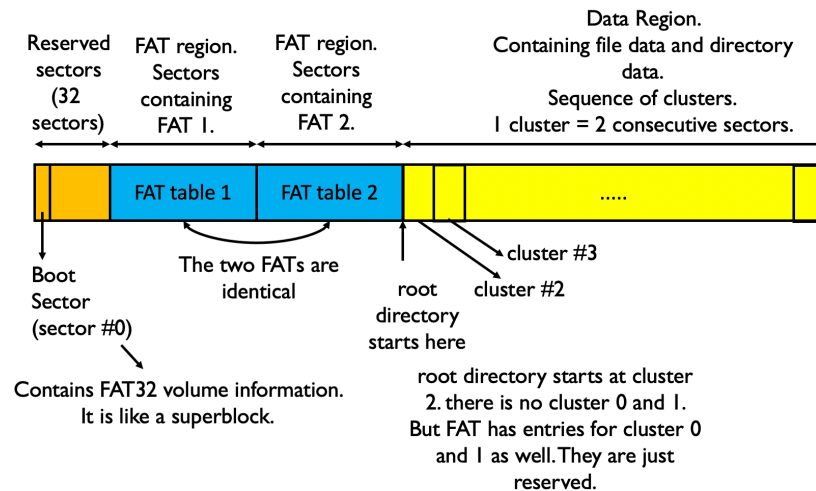 Reserved
sectors
(32
sectors)
FAT region.
Sectors
containing
FAT 1.
FAT region.
Sectors
containing
FAT 2.
Data Region.
Containing file data and directory
data.
Sequence of clusters.
1 cluster = 2 consecutive sectors.
FAT table 1
FAT table 2
.....
Boot
Sector
(sector #0)
The two FATs are
identical
root
directory
starts here
cluster #3
cluster #2
Contains FAT32 volume information.
It is like a superblock.
root directory starts at cluster
2. there is no cluster 0 and 1.
But FAT has entries for cluster 0
and 1 as well. They are just
reserved.